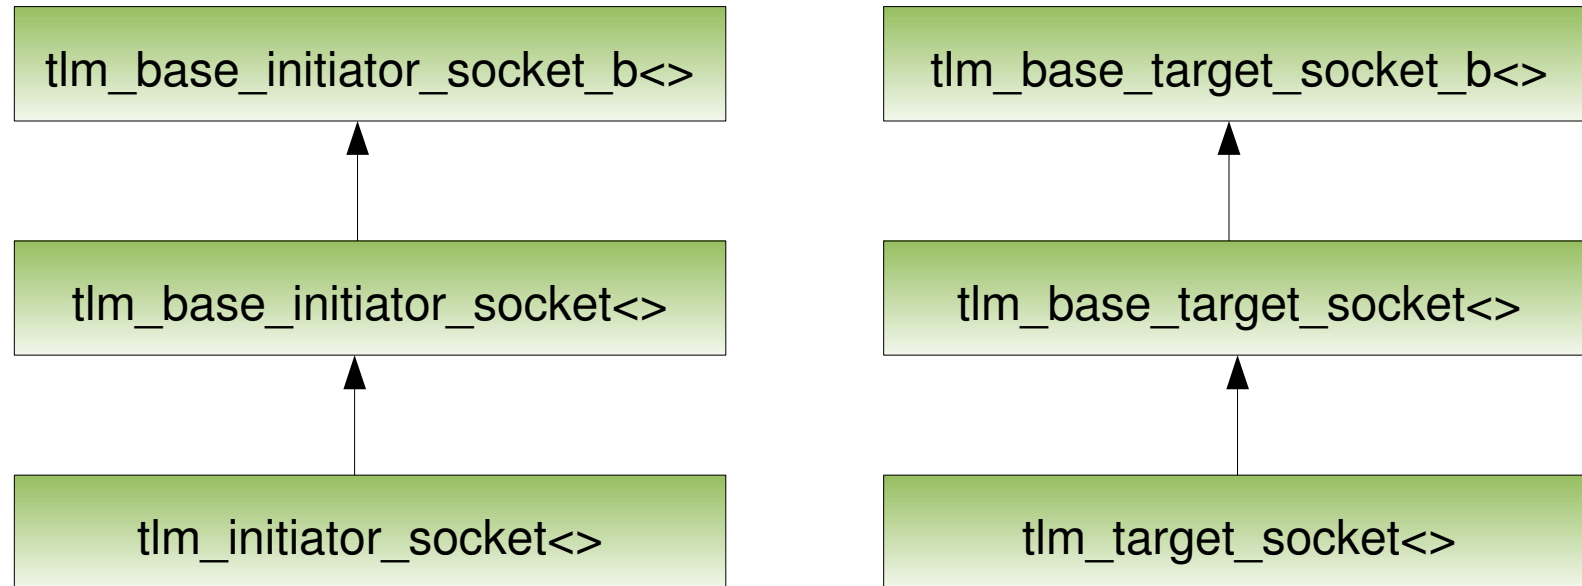 tlm_base_initiator_socket_b<>
tlm_base_target_socket_b<>
tlm_base_initiator_socket<>
tlm_base_target_socket<>
tlm_initiator_socket<>
tlm_target_socket<>